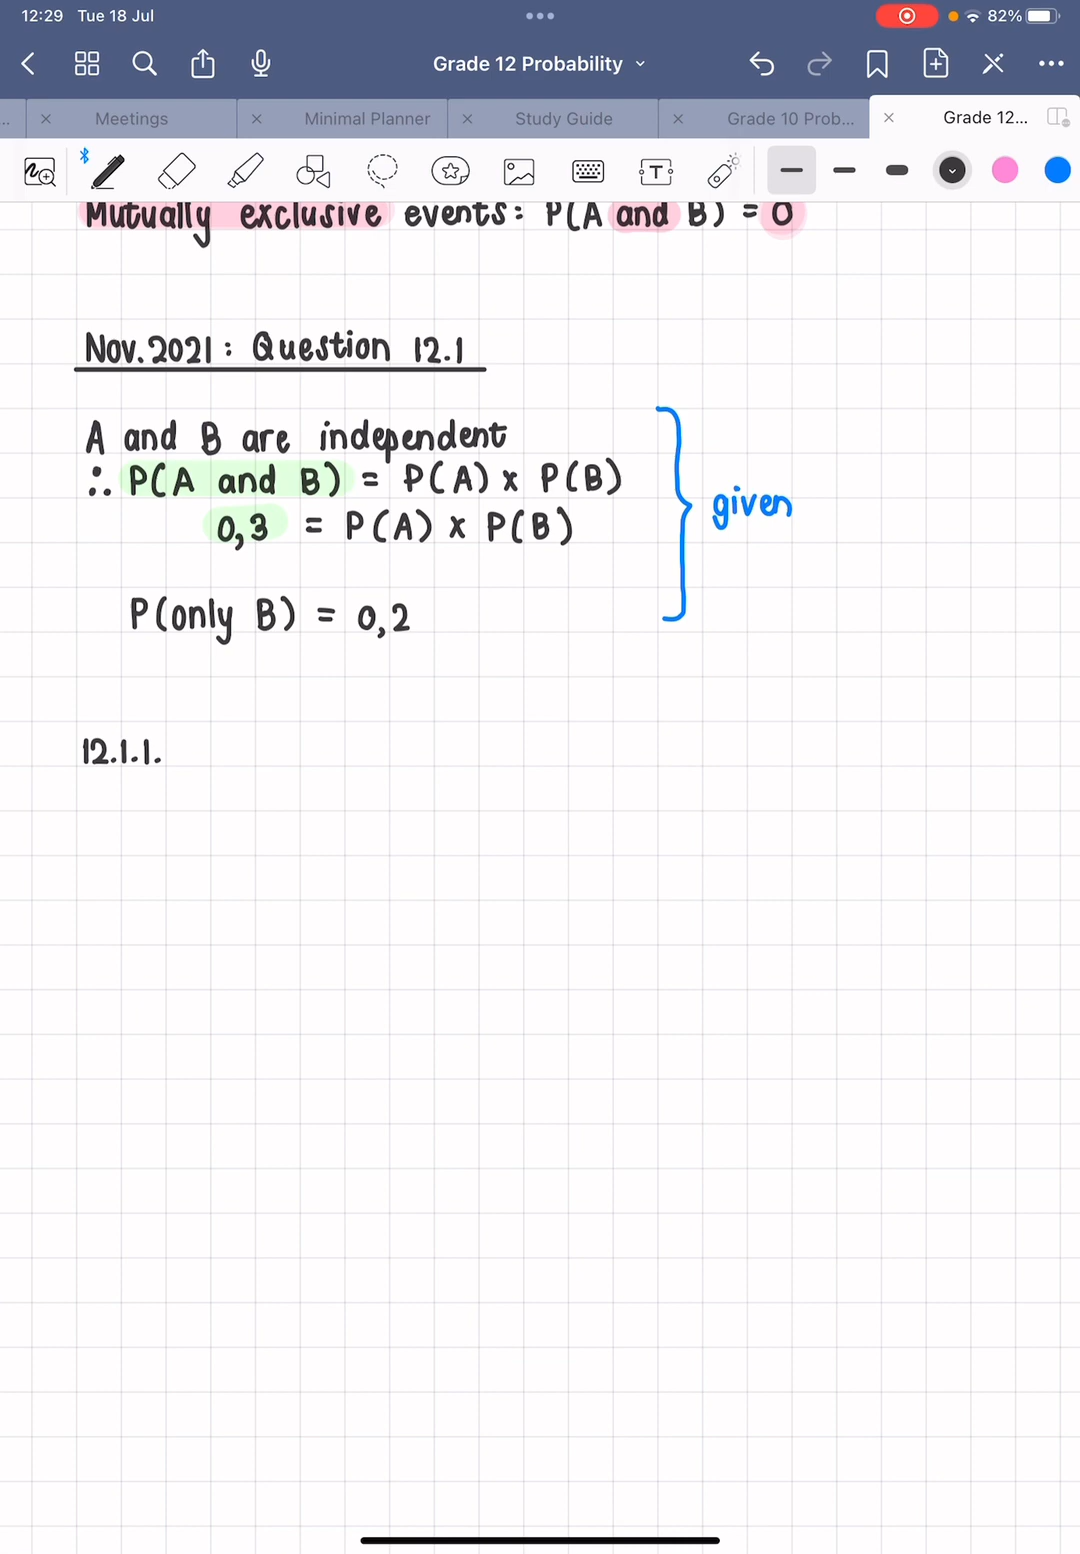 12:29 Tue 18 Jul
82%
Grade 12 Probability
Meetings
Minimal Planner
Study Guide
Grade 10 Prob...
Grade 12...
T
Mutually exclusive events: P(A and B) = 0
Nov. 2021 : Question 12.1
A and B are independent
∴ P(A and B) = P(A) x P(B)
0,3 = P(A) x P(B)
given
P(only B) = 0,2
12.1.1.